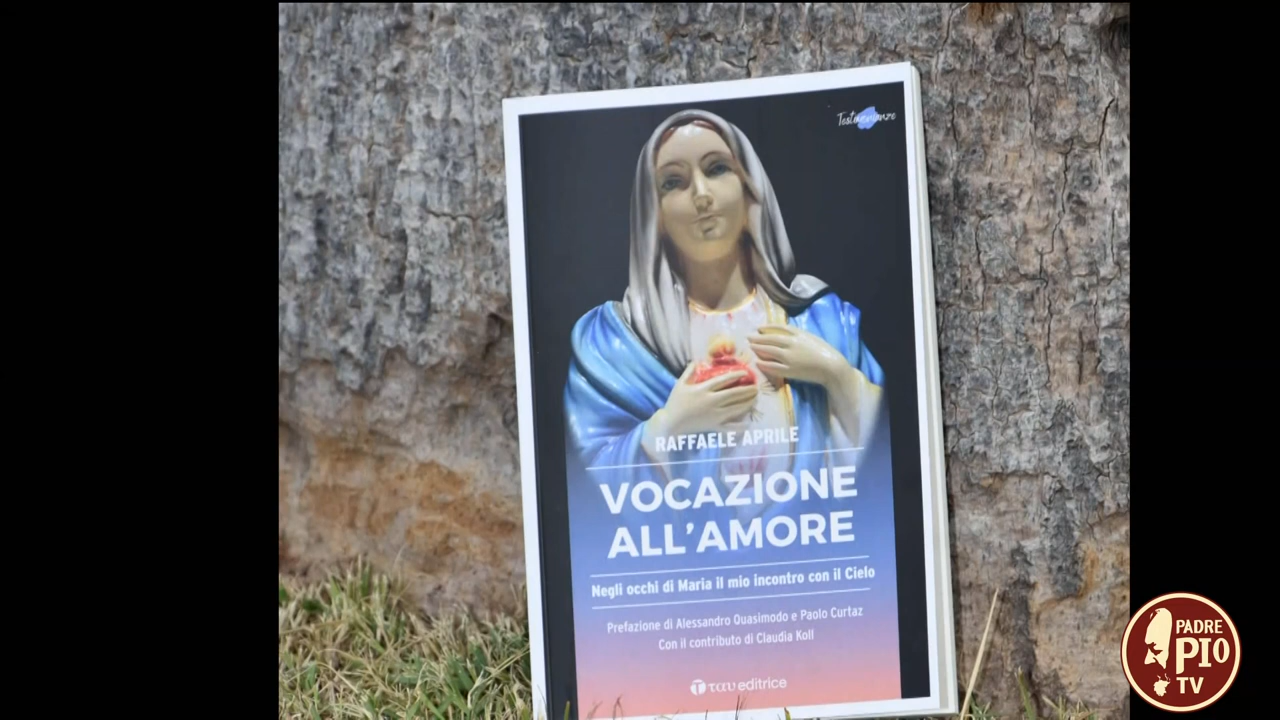 Testimonianze
RAFFAELE APRILE
VOCAZIONE
ALL'AMORE
Negli occhi di Maria il mio incontro con il Cielo
Prefazione di Alessandro Quasimodo e Paolo Curtaz
Con il contributo di Claudia Koll
tau editrice
PADRE
PIO
TV